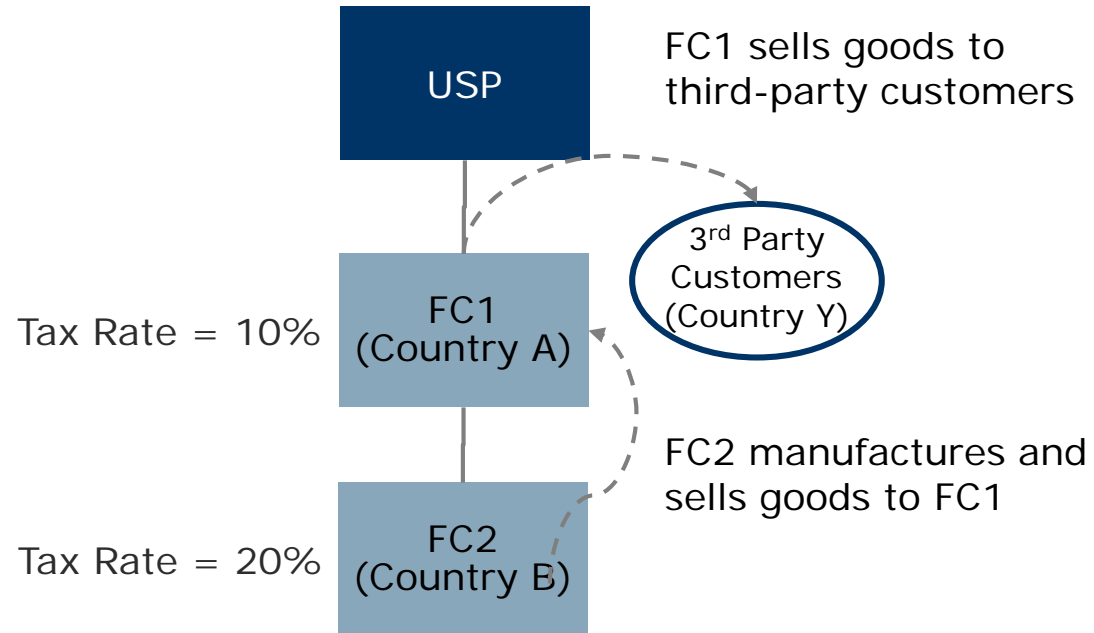 USP
FC1 sells goods to
third-party customers
3rd Party
Customers
(Country Y)
Tax Rate = 10%
FC1
(Country A)
FC2 manufactures and
sells goods to FC1
Tax Rate = 20%
FC2
(Country B)